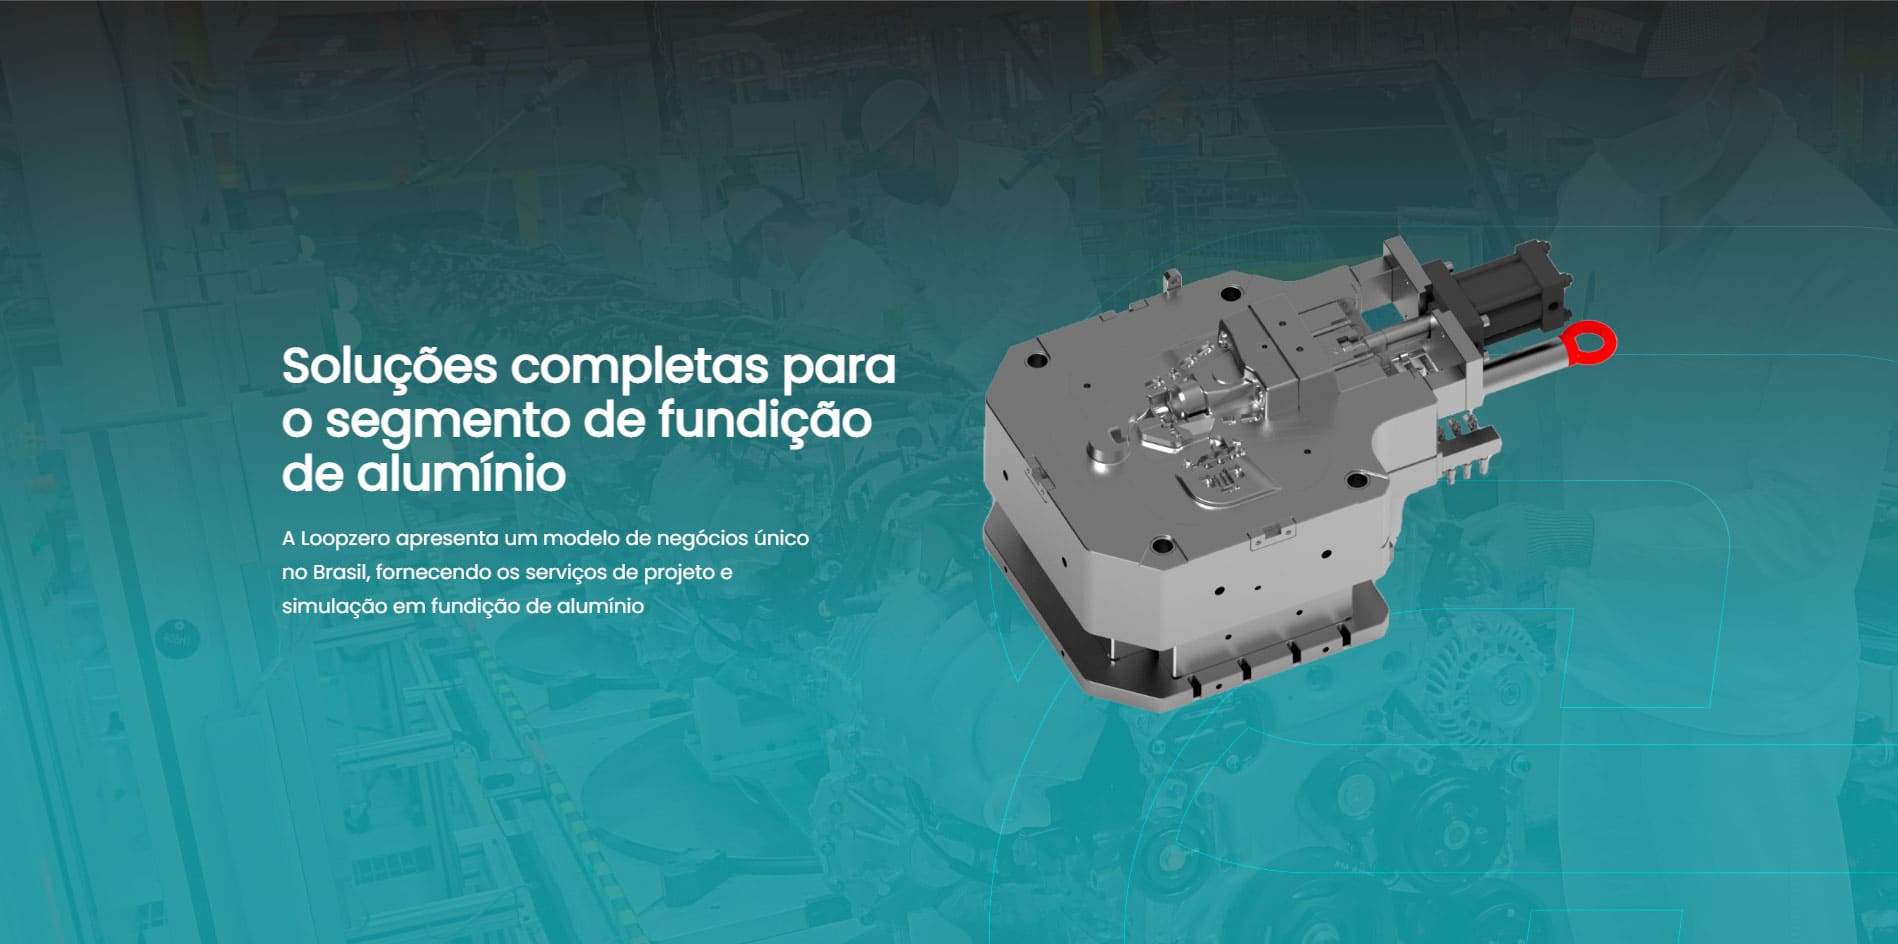 Soluções completas para
o segmento de fundição
de alumínio
A Loopzero apresenta um modelo de negócios único
no Brasil, fornecendo os serviços de projeto e
simulação em fundição de alumínio